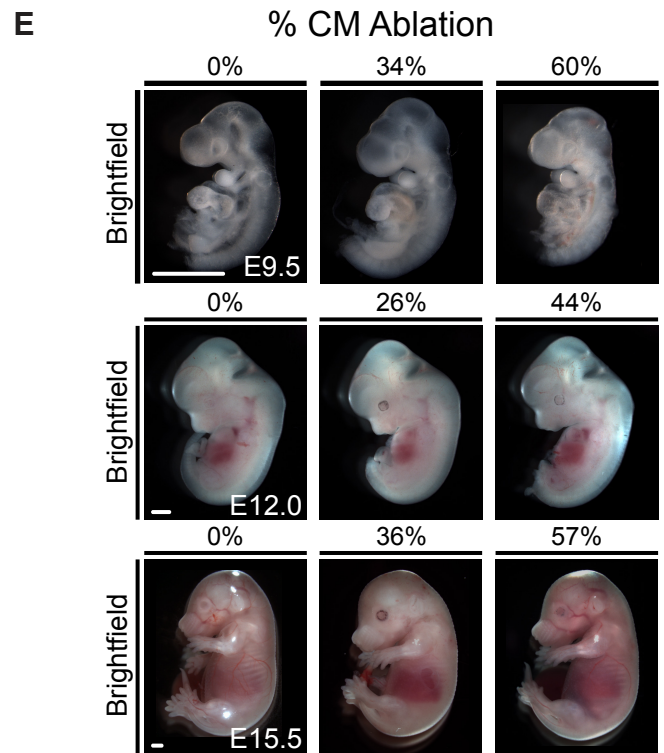 E
% CM Ablation
0% 34% 60%
Brightfield
E9.5
0% 26% 44%
Brightfield
E12.0
0% 36% 57%
Brightfield
E15.5